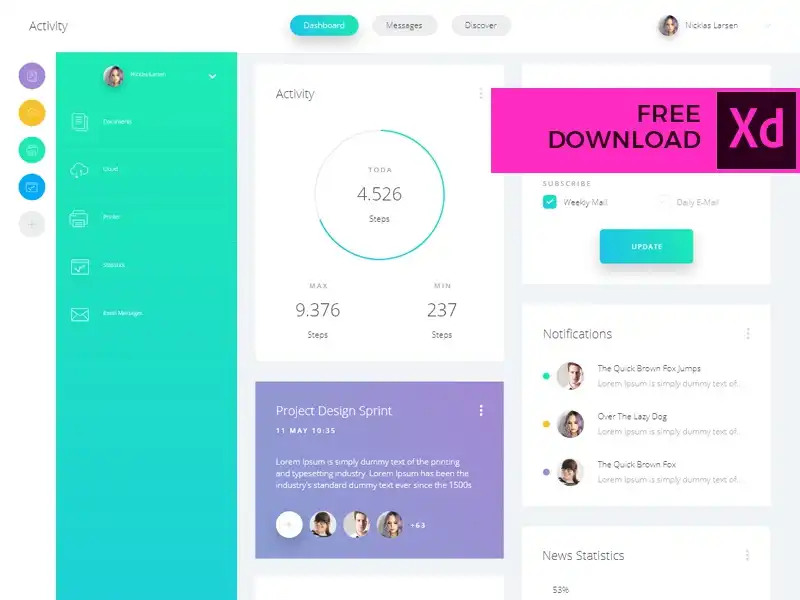 Activity
Dashboard
Messages
Discover
Nicklas Larsen
Nicklas Larsen
Documents
Cloud
Printer
Statistics
Email Messages
Activity
TODA
4.526
Steps
MAX
MIN
9.376
237
Steps
Steps
FREE
DOWNLOAD
Xd
SUBSCRIBE
Weekly Mail
Daily E-Mail
UPDATE
Notifications
The Quick Brown Fox Jumps
Lorem Ipsum is simply dummy text of..
Over The Lazy Dog
Lorem Ipsum is simply dummy text of..
The Quick Brown Fox
Lorem Ipsum is simply dummy text of..
Project Design Sprint
11 MAY 10:35
Lorem Ipsum is simply dummy text of the printing
and typesetting industry. Lorem Ipsum has been the
industry's standard dummy text ever since the 1500s
+63
News Statistics
53%